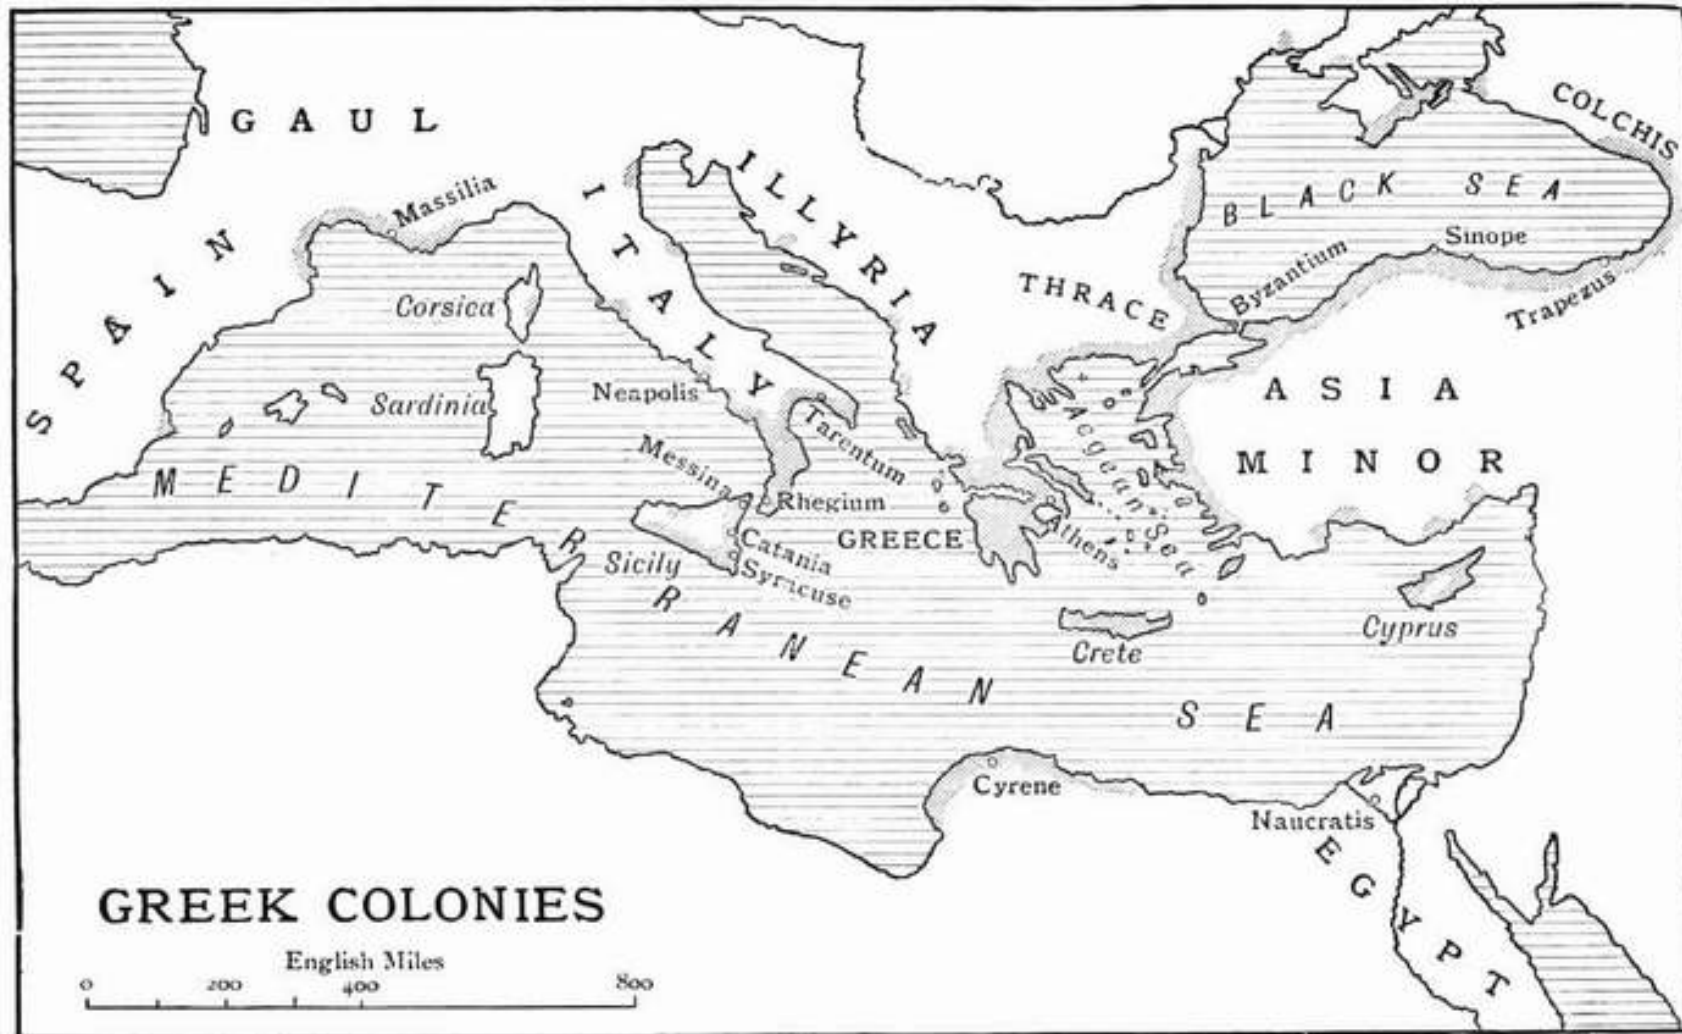 GAUL
COLCHIS
Massilia
ILLYRIA
BLACK SEA
ITALY
SPAIN
Sinope
Byzantium
THRACE
Trapezus
Corsica
Neapolis
Sardinia
ASIA
MINOR
Tarentum
Aegean Sea
MEDITERRANEAN SEA
Messina
Rhegium
GREECE
Athens
Catania
Sicily
Syracuse
Crete
Cyprus
Cyrene
Naucratis
EGYPT
GREEK COLONIES
English Miles
0 200 400 800